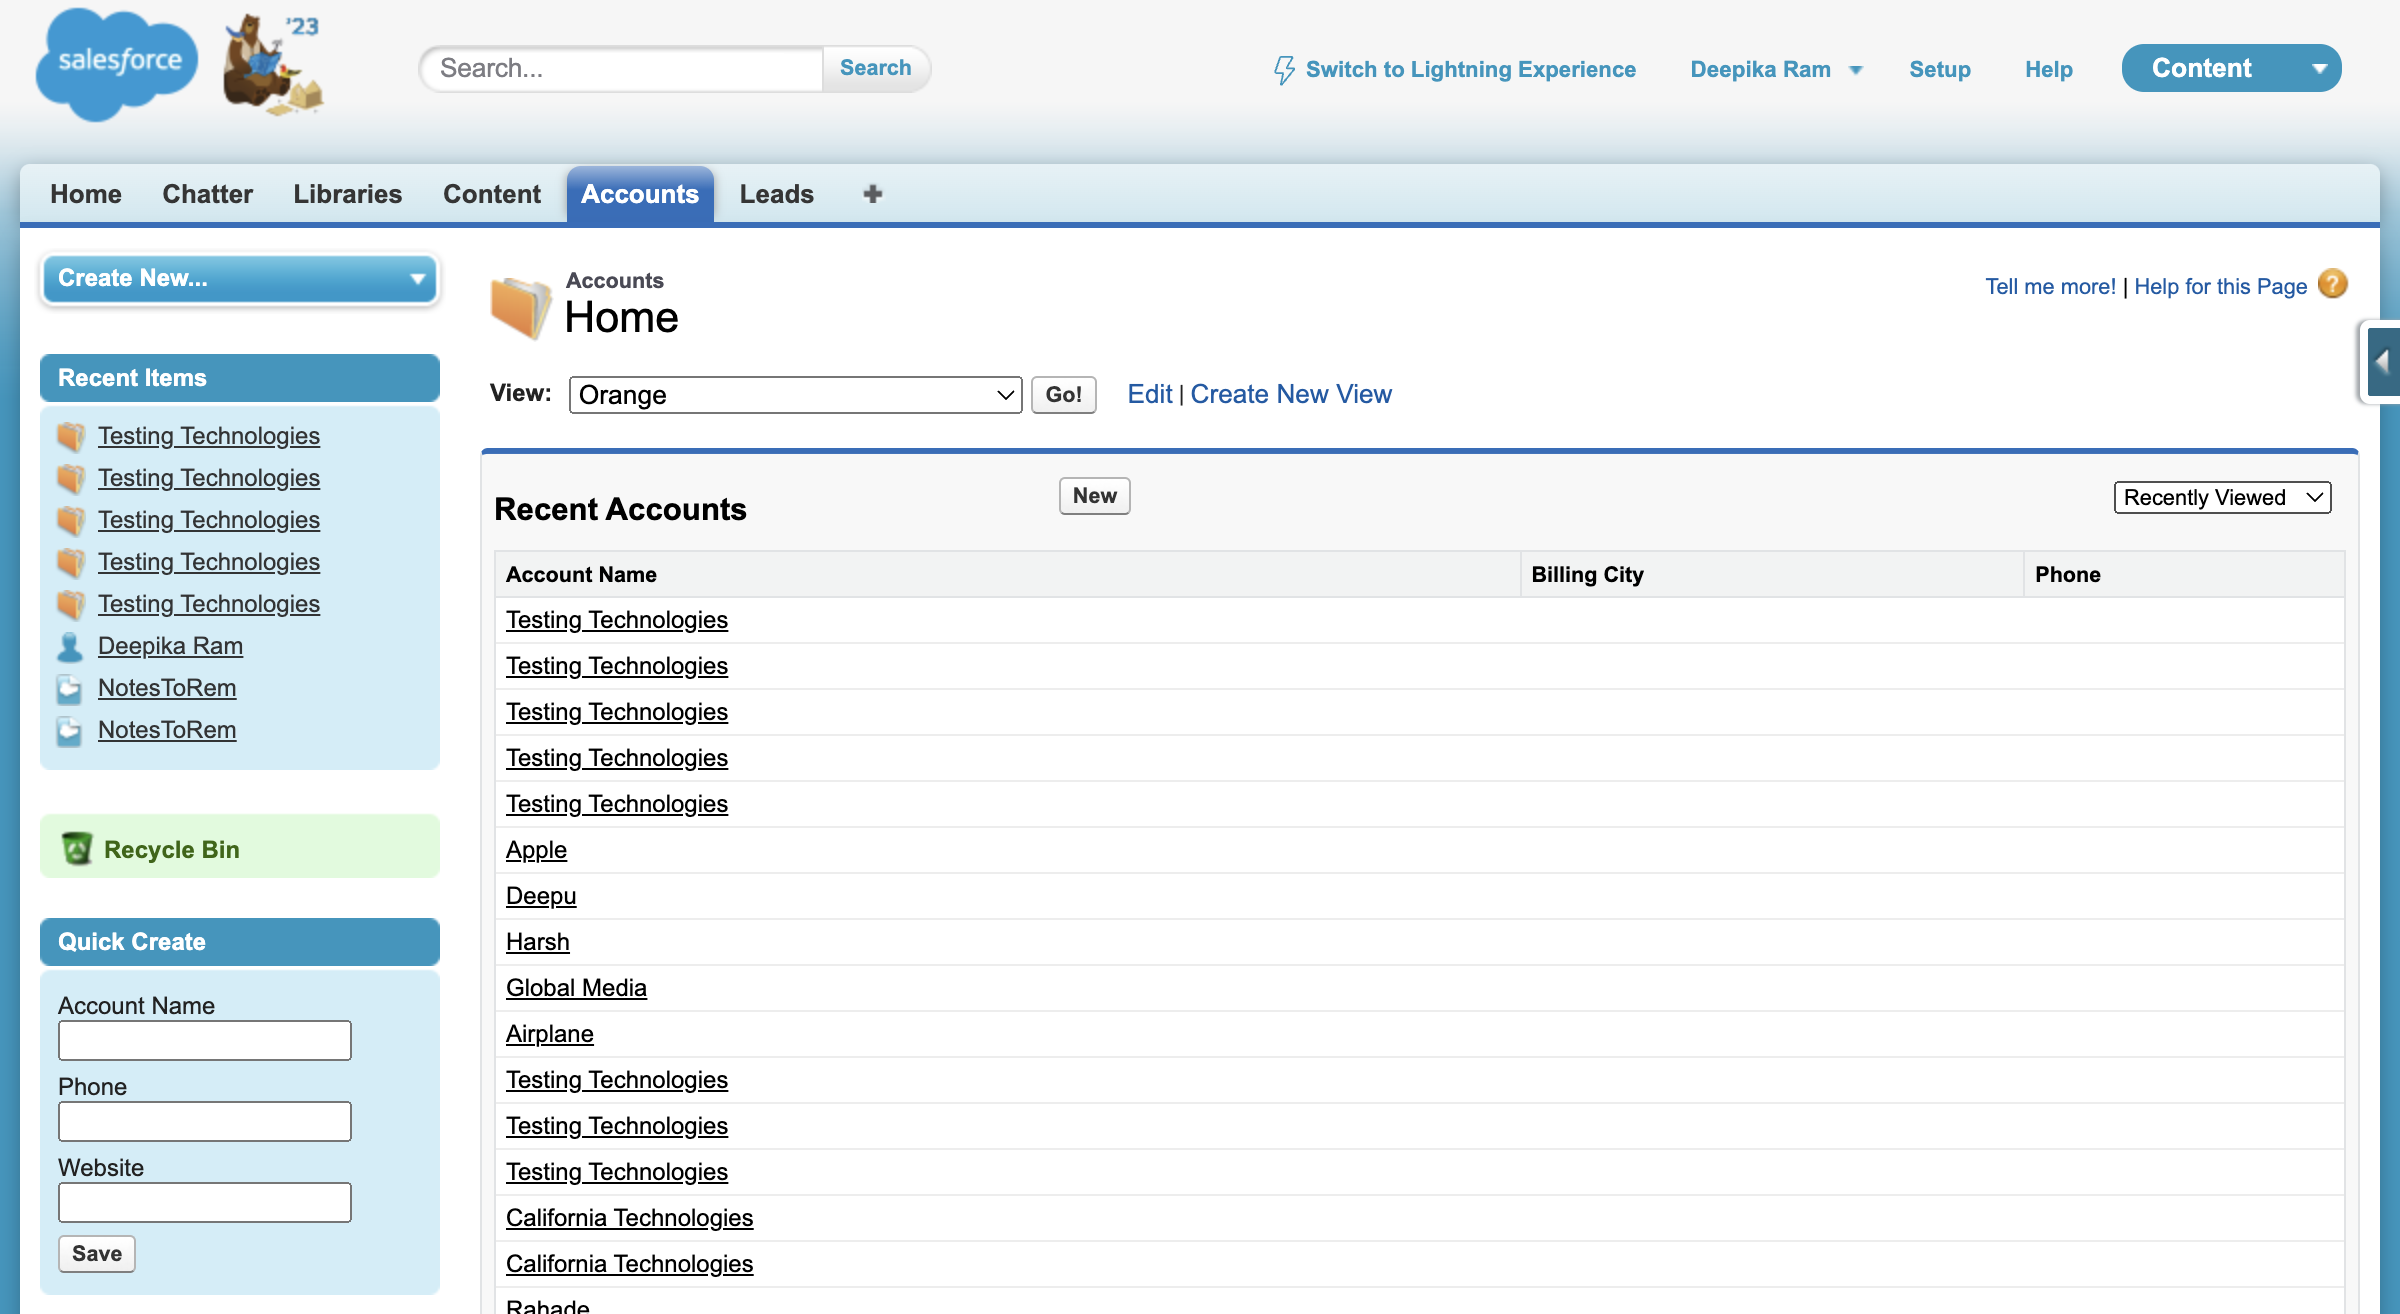 salesforce
'23
Search...
Search
Switch to Lightning Experience
Deepika Ram
Setup
Help
Content
Home
Chatter
Libraries
Content
Accounts
Leads
Create New...
Recent Items
Testing Technologies
Testing Technologies
Testing Technologies
Testing Technologies
Testing Technologies
Deepika Ram
NotesToRem
NotesToRem
Recycle Bin
Quick Create
Account Name
Phone
Website
Save
Accounts
Home
Tell me more! | Help for this Page ?
View: Orange Go! Edit | Create New View
Recent Accounts
New
Recently Viewed
Account Name Billing City Phone
Testing Technologies
Testing Technologies
Testing Technologies
Testing Technologies
Testing Technologies
Apple
Deepu
Harsh
Global Media
Airplane
Testing Technologies
Testing Technologies
Testing Technologies
California Technologies
California Technologies
Rahade